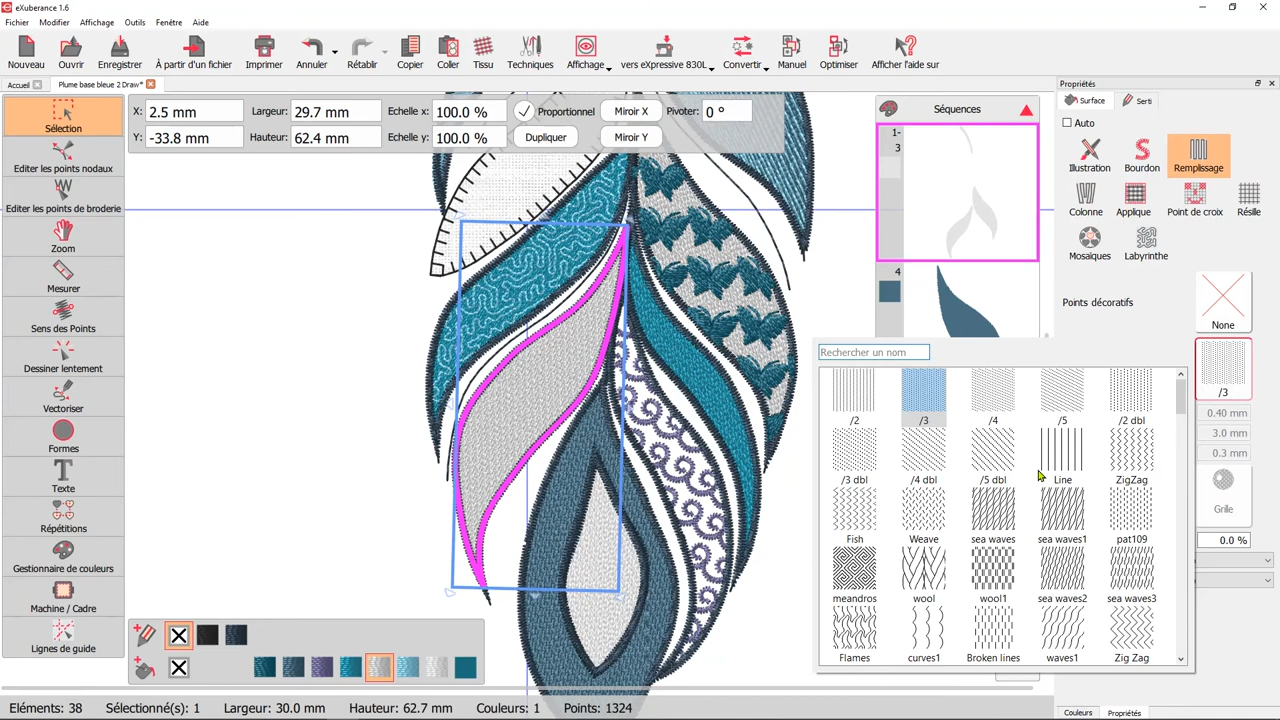 eXuberance 1.6
Fichier Modifier Affichage Outils Fenêtre Aide
Nouveau Ouvrir Enregistrer À partir d'un fichier Imprimer Annuler Rétablir Copier Coller Tissu Techniques Affichage vers eXpressive 830L Convertir Manuel Optimiser Afficher l'aide sur
Accueil Plume base bleue 2 Draw*
Propriétés
Surface Serti
Sélection
Editer les points nodaux
Editer les points de broderie
Zoom
Mesurer
Sens des Points
Dessiner lentement
Vectoriser
Formes
Texte
Répétitions
Gestionnaire de couleurs
Machine / Cadre
Lignes de guide
X: 2.5 mm Largeur: 29.7 mm Echelle x: 100.0 % Proportionnel Miroir X Pivoter: 0 °
Y: -33.8 mm Hauteur: 62.4 mm Echelle y: 100.0 % Dupliquer Miroir Y
Séquences
1-
3
4
Auto
Illustration Bourdon Remplissage
Colonne Applique Point de croix Résille
Mosaïques Labyrinthe
Points décoratifs
None
/3
0.40 mm
3.0 mm
0.3 mm
Grille
0.0 %
Rechercher un nom
/2 /3 /4 /5 /2 dbl
/3 dbl /4 dbl /5 dbl Line ZigZag
Fish Weave sea waves sea waves1 pat109
meandros wool wool1 sea waves2 sea waves3
Flames curves1 Broken lines waves1 Zig Zag
Eléments: 38 Sélectionné(s): 1 Largeur: 30.0 mm Hauteur: 62.7 mm Couleurs: 1 Points: 1324
Couleurs Propriétés